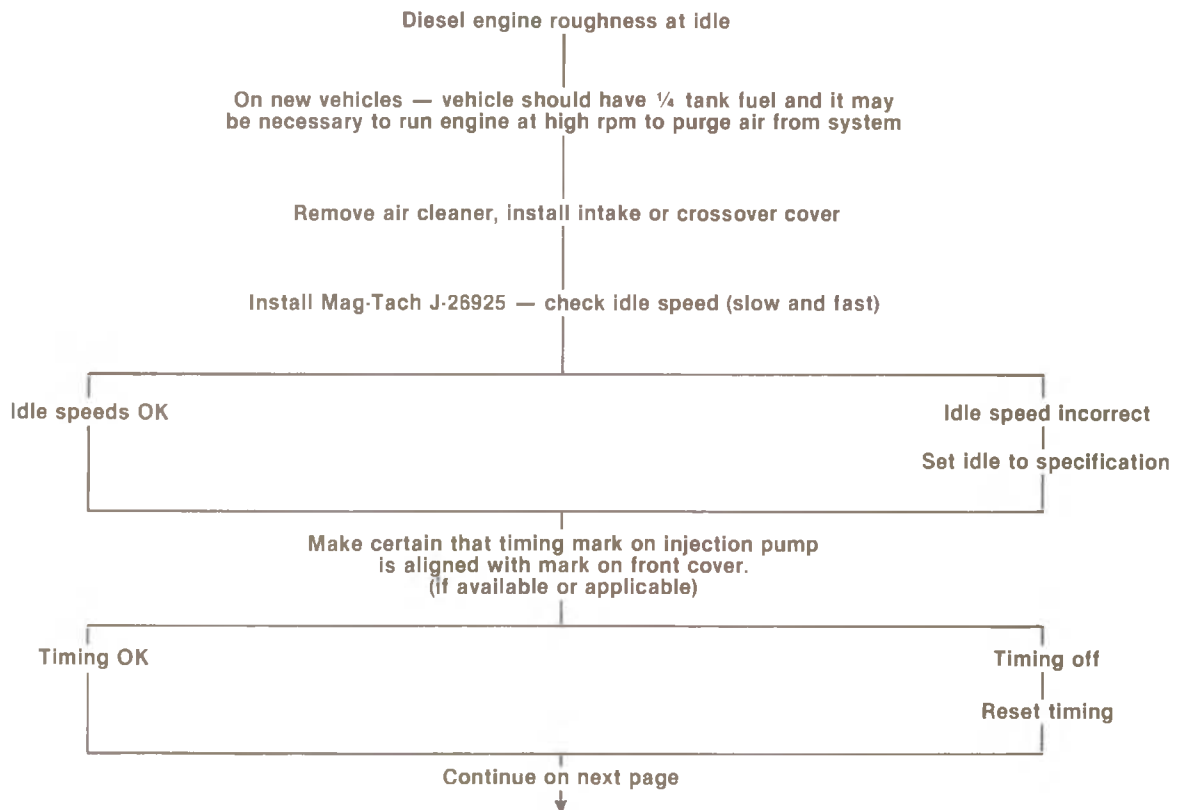 Diesel engine roughness at idle
On new vehicles — vehicle should have ¼ tank fuel and it may
be necessary to run engine at high rpm to purge air from system
Remove air cleaner, install intake or crossover cover
Install Mag-Tach J-26925 — check idle speed (slow and fast)
Idle speeds OK
Idle speed incorrect
Set idle to specification
Make certain that timing mark on injection pump
is aligned with mark on front cover.
(if available or applicable)
Timing OK
Timing off
Reset timing
Continue on next page